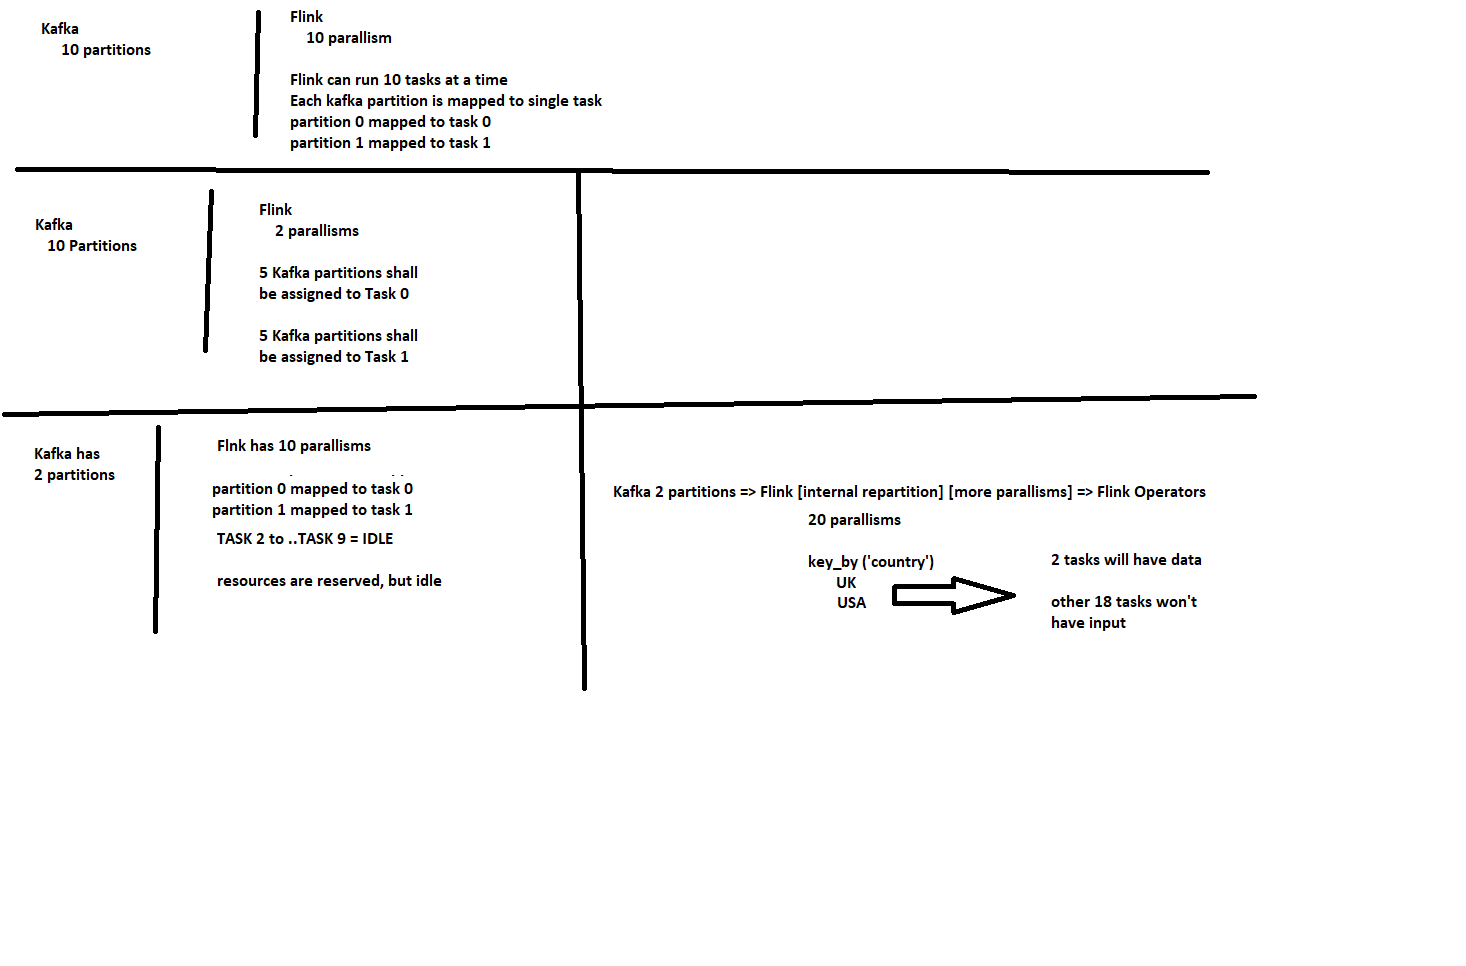 Kafka
10 partitions
Flink
10 parallism
Flink can run 10 tasks at a time
Each kafka partition is mapped to single task
partition 0 mapped to task 0
partition 1 mapped to task 1
Kafka
10 Partitions
Flink
2 parallisms
5 Kafka partitions shall
be assigned to Task 0
5 Kafka partitions shall
be assigned to Task 1
Kafka has
2 partitions
Flnk has 10 parallisms
partition 0 mapped to task 0
partition 1 mapped to task 1
TASK 2 to ..TASK 9 = IDLE
resources are reserved, but idle
Kafka 2 partitions => Flink [internal repartition] [more parallisms] => Flink Operators
20 parallisms
key_by ('country')
UK
USA
2 tasks will have data
other 18 tasks won't
have input